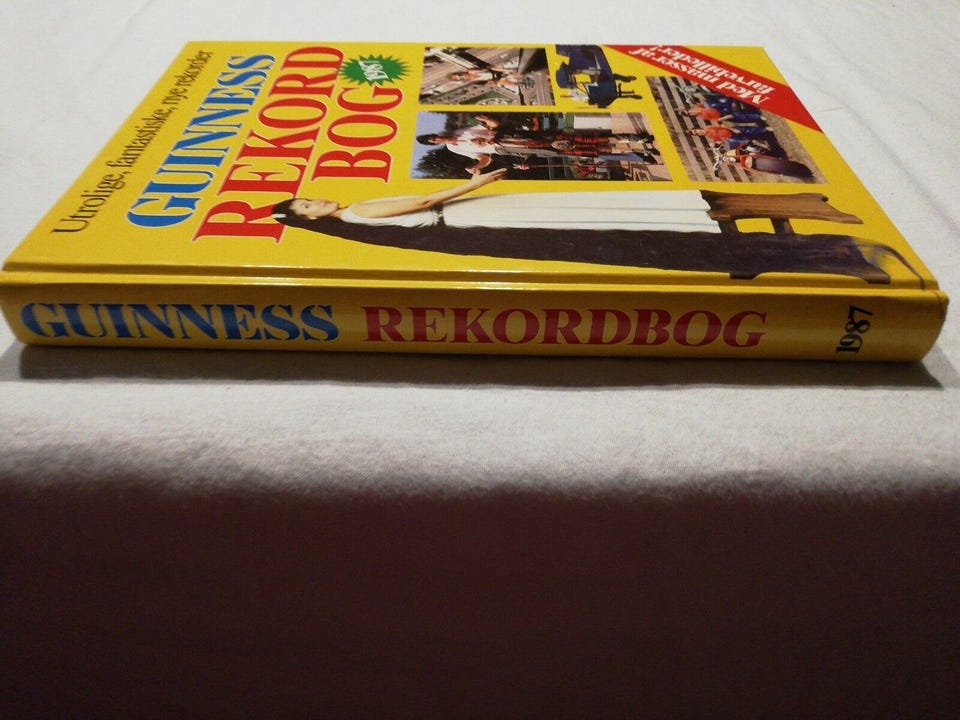 Utrolige, fantastiske, nye rekorder
GUINNESS
REKORD
BOG
1987
Med masser af
farvebilleder!
GUINNESS REKORDBOG 1987